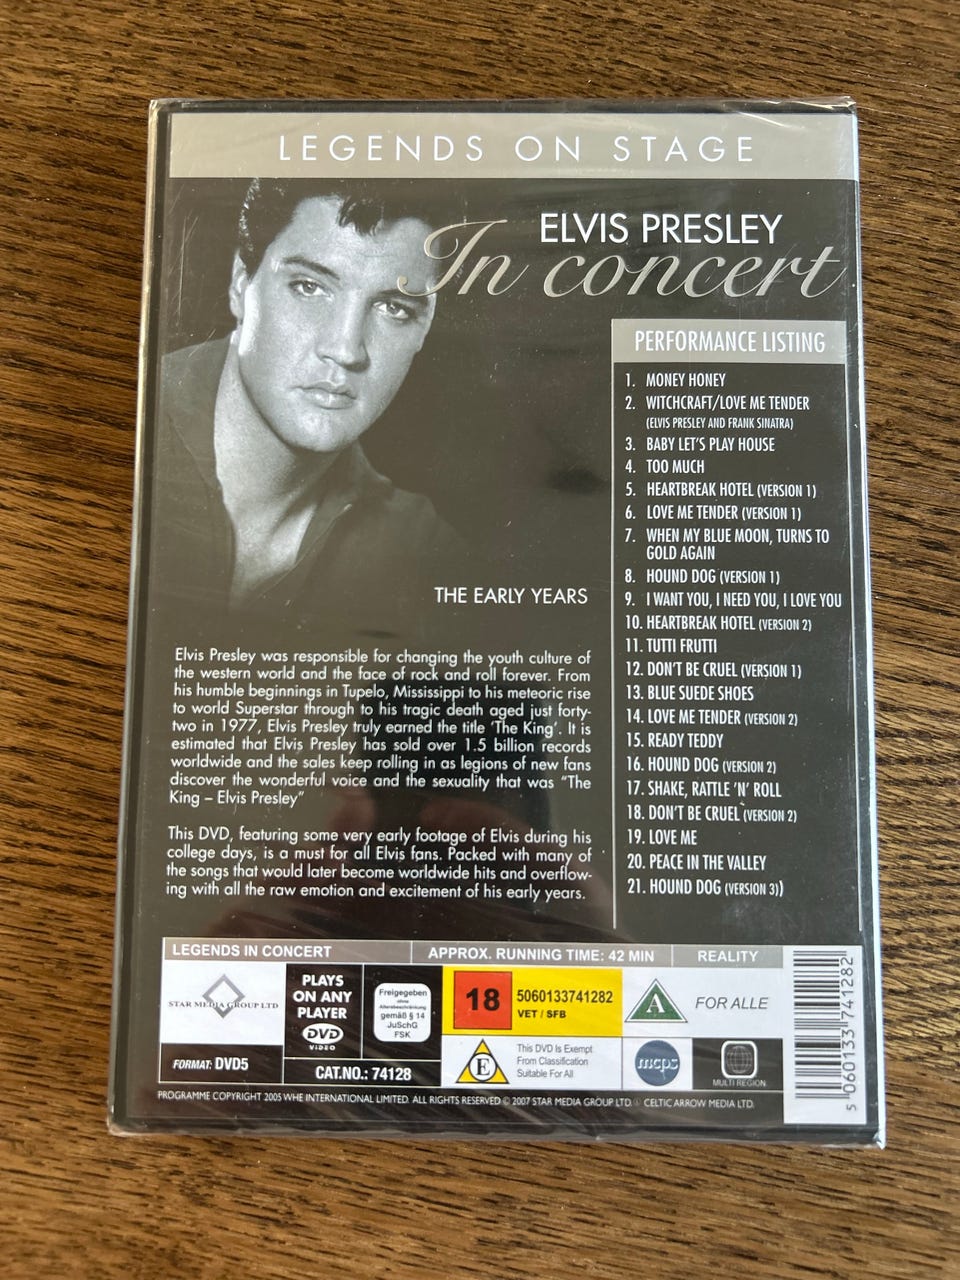 LEGENDS ON STAGE
ELVIS PRESLEY
In concert
PERFORMANCE LISTING
1. MONEY HONEY
2. WITCHCRAFT/LOVE ME TENDER
(ELVIS PRESLEY AND FRANK SINATRA)
3. BABY LET'S PLAY HOUSE
4. TOO MUCH
5. HEARTBREAK HOTEL (VERSION 1)
6. LOVE ME TENDER (VERSION 1)
7. WHEN MY BLUE MOON, TURNS TO
GOLD AGAIN
8. HOUND DOG (VERSION 1)
9. I WANT YOU, I NEED YOU, I LOVE YOU
10. HEARTBREAK HOTEL (VERSION 2)
11. TUTTI FRUTTI
12. DON'T BE CRUEL (VERSION 1)
13. BLUE SUEDE SHOES
14. LOVE ME TENDER (VERSION 2)
15. READY TEDDY
16. HOUND DOG (VERSION 2)
17. SHAKE, RATTLE 'N' ROLL
18. DON'T BE CRUEL (VERSION 2)
19. LOVE ME
20. PEACE IN THE VALLEY
21. HOUND DOG (VERSION 3))
THE EARLY YEARS
Elvis Presley was responsible for changing the youth culture of
the western world and the face of rock and roll forever. From
his humble beginnings in Tupelo, Mississippi to his meteoric rise
to world Superstar through to his tragic death aged just forty-
two in 1977, Elvis Presley truly earned the title 'The King'. It is
estimated that Elvis Presley has sold over 1.5 billion records
worldwide and the sales keep rolling in as legions of new fans
discover the wonderful voice and the sexuality that was "The
King – Elvis Presley"
This DVD, featuring some very early footage of Elvis during his
college days, is a must for all Elvis fans. Packed with many of
the songs that would later become worldwide hits and overflow-
ing with all the raw emotion and excitement of his early years.
LEGENDS IN CONCERT
APPROX. RUNNING TIME: 42 MIN
REALITY
STAR MEDIA GROUP LTD
FORMAT: DVD5
PLAYS
ON ANY
PLAYER
DVD
VIDEO
Freigegeben
ohne
Altersbeschränkung
gemäß § 14
JuSchG
FSK
CAT.NO.: 74128
18
5060133741282
VET / SFB
A
FOR ALLE
E
This DVD Is Exempt
From Classification
Suitable For All
mcps
MULTI REGION
5 060133 741282
PROGRAMME COPYRIGHT 2005 WHE INTERNATIONAL LIMITED. ALL RIGHTS RESERVED © 2007 STAR MEDIA GROUP LTD. CELTIC ARROW MEDIA LTD.